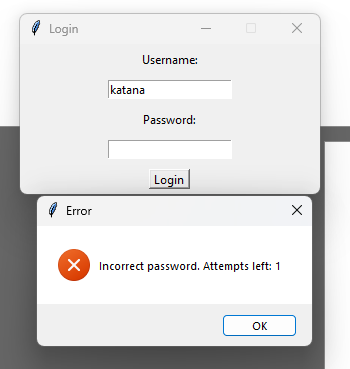 Login
Username:
katana
Password:
Login
Error
Incorrect password. Attempts left: 1
OK